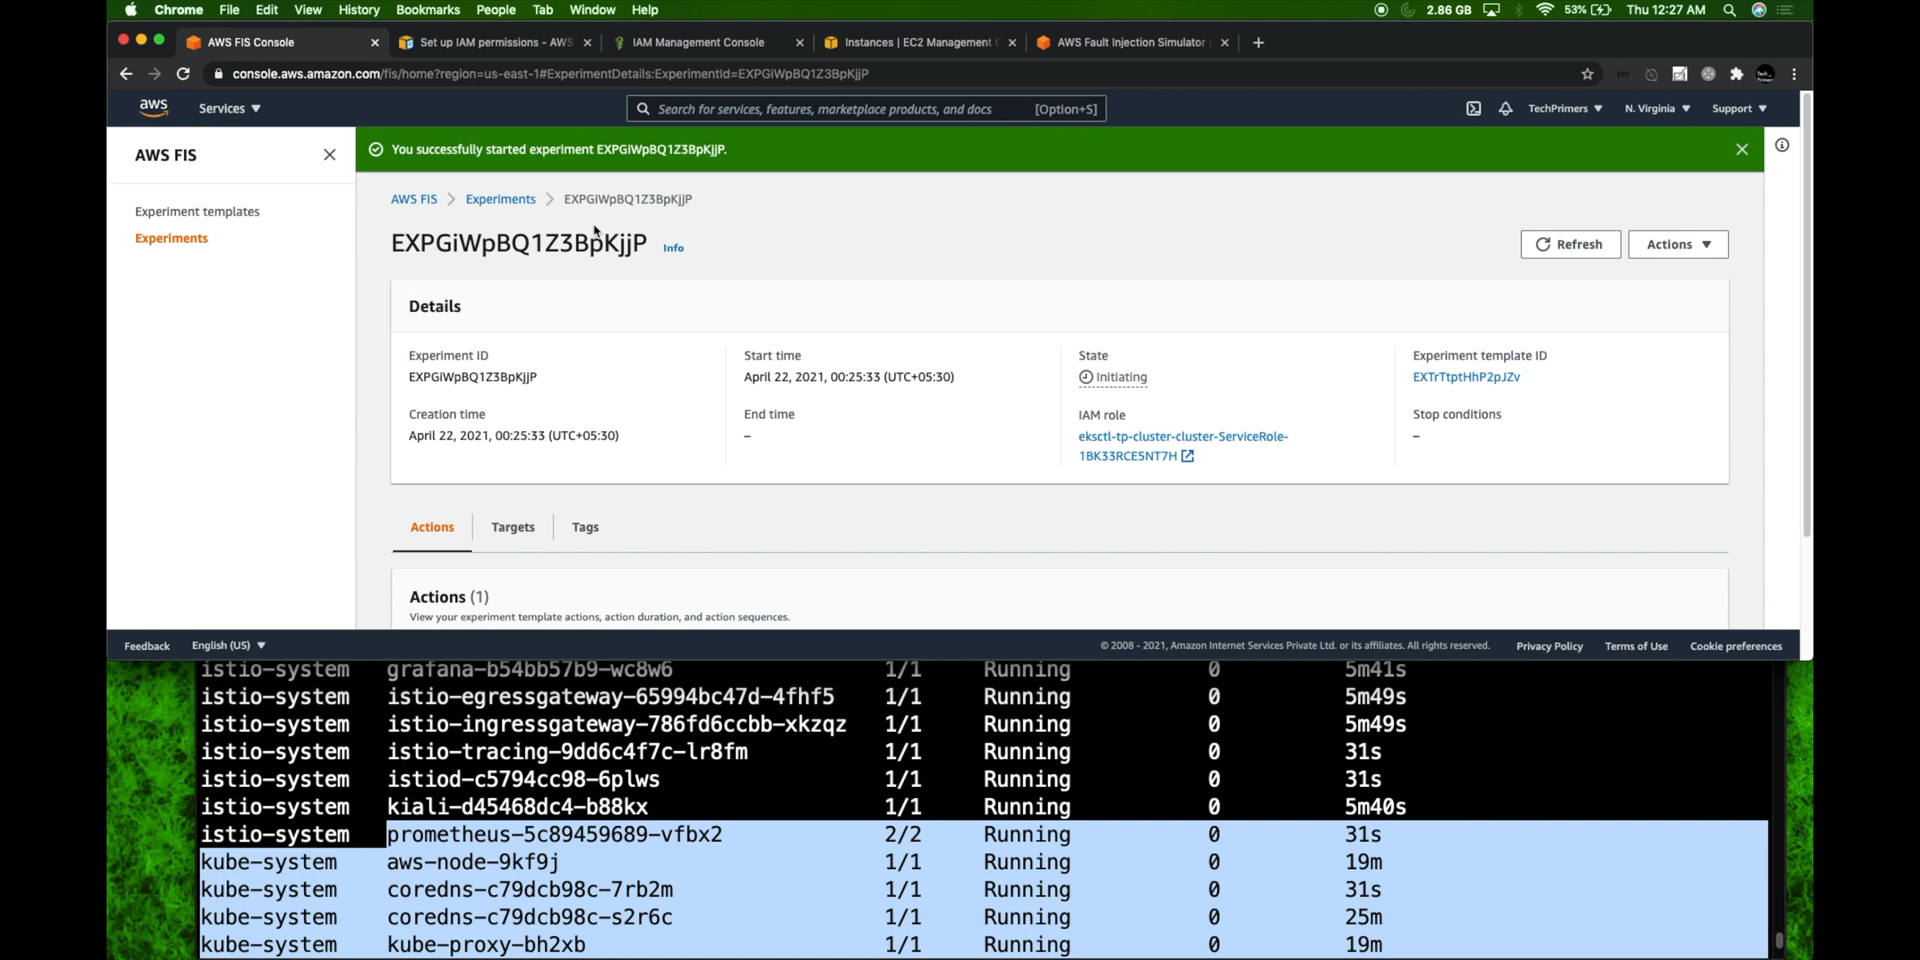 Chrome File Edit View History Bookmarks People Tab Window Help 2.86 GB 53% Thu 12:27 AM
AWS FIS Console Set up IAM permissions - AWS IAM Management Console Instances | EC2 Management C AWS Fault Injection Simulator
console.aws.amazon.com/fis/home?region=us-east-1#ExperimentDetails:ExperimentId=EXPGiWpBQ1Z3BpKjjP
aws Services Search for services, features, marketplace products, and docs [Option+S] TechPrimers N. Virginia Support
AWS FIS
You successfully started experiment EXPGiWpBQ1Z3BpKjjP.
Experiment templates
Experiments
AWS FIS Experiments EXPGiWpBQ1Z3BpKjjP
EXPGiWpBQ1Z3BpKjjP Info Refresh Actions
Details
Experiment ID Start time State Experiment template ID
EXPGiWpBQ1Z3BpKjjP April 22, 2021, 00:25:33 (UTC+05:30) Initiating EXTrTtptHhP2pJZv
Creation time End time IAM role Stop conditions
April 22, 2021, 00:25:33 (UTC+05:30) – eksctl-tp-cluster-cluster-ServiceRole- –
1BK33RCE5NT7H
Actions Targets Tags
Actions (1)
View your experiment template actions, action duration, and action sequences.
Feedback English (US) © 2008 - 2021, Amazon Internet Services Private Ltd. or its affiliates. All rights reserved. Privacy Policy Terms of Use Cookie preferences
istio-system grafana-b54bb57b9-wc8w6 1/1 Running 0 5m41s
istio-system istio-egressgateway-65994bc47d-4fhf5 1/1 Running 0 5m49s
istio-system istio-ingressgateway-786fd6ccbb-xkzqz 1/1 Running 0 5m49s
istio-system istio-tracing-9dd6c4f7c-lr8fm 1/1 Running 0 31s
istio-system istiod-c5794cc98-6plws 1/1 Running 0 31s
istio-system kiali-d45468dc4-b88kx 1/1 Running 0 5m40s
istio-system prometheus-5c89459689-vfbx2 2/2 Running 0 31s
kube-system aws-node-9kf9j 1/1 Running 0 19m
kube-system coredns-c79dcb98c-7rb2m 1/1 Running 0 31s
kube-system coredns-c79dcb98c-s2r6c 1/1 Running 0 25m
kube-system kube-proxy-bh2xb 1/1 Running 0 19m